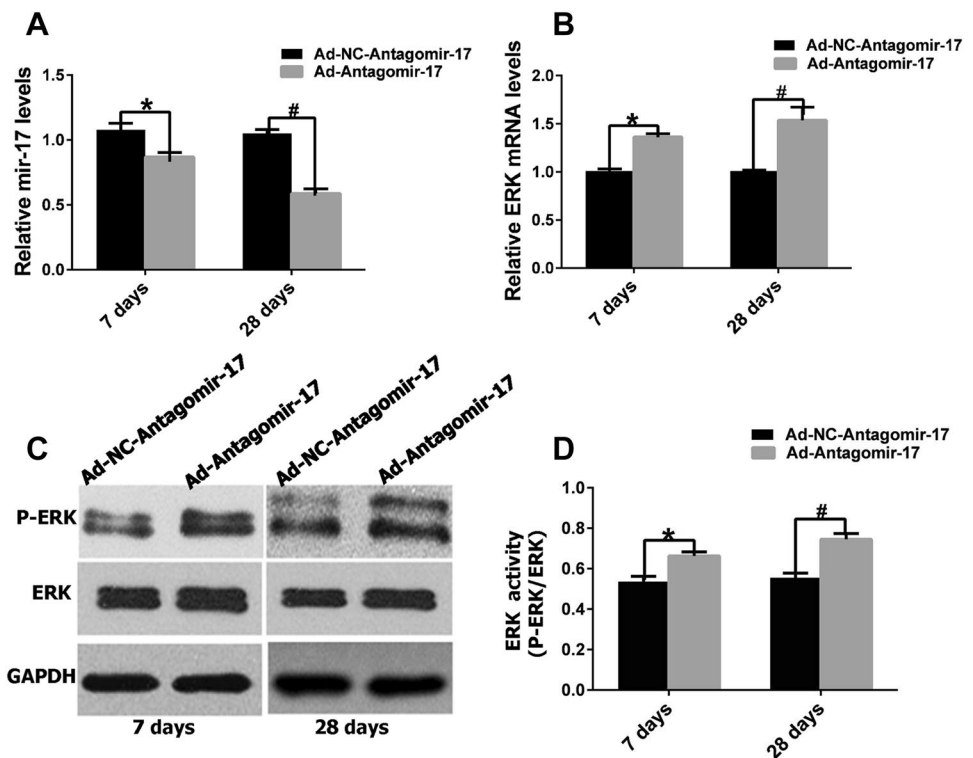 A
Ad-NC-Antagomir-17
Ad-Antagomir-17
Relative mir-17 levels
1.5
1.0
0.5
0.0
*
#
7 days
28 days
B
Ad-NC-Antagomir-17
Ad-Antagomir-17
Relative ERK mRNA levels
2.0
1.5
1.0
0.5
0.0
*
#
7 days
28 days
C
Ad-NC-Antagomir-17
Ad-Antagomir-17
Ad-NC-Antagomir-17
Ad-Antagomir-17
P-ERK
ERK
GAPDH
7 days
28 days
D
Ad-NC-Antagomir-17
Ad-Antagomir-17
ERK activity
(P-ERK/ERK)
1.0
0.8
0.6
0.4
0.2
0.0
*
#
7 days
28 days